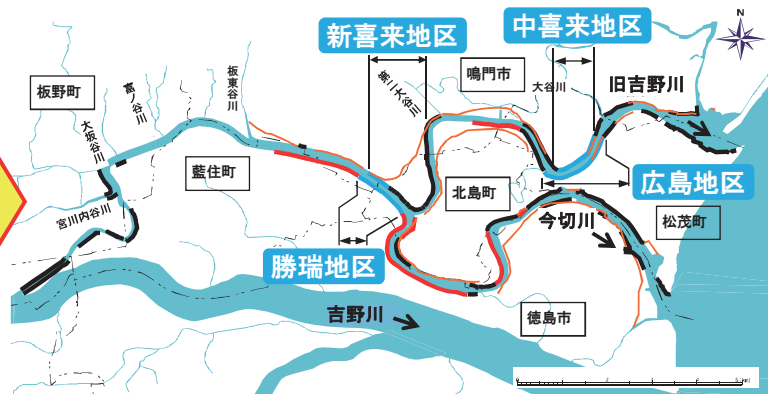 新喜来地区
中喜来地区
N
板野町
大坂谷川
富ノ谷川
板東谷川
第二大谷川
鳴門市
大谷川
旧吉野川
藍住町
北島町
広島地区
宮川内谷川
今切川
松茂町
勝瑞地区
吉野川
徳島市